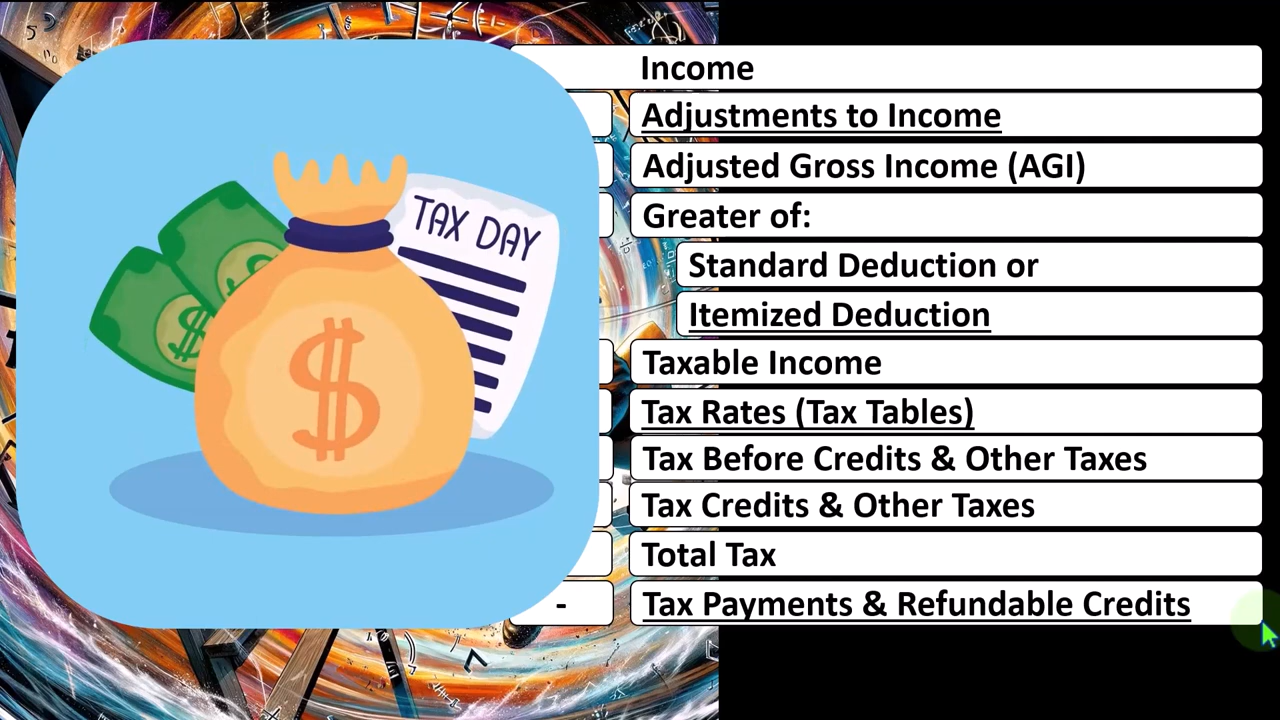 Income
Adjustments to Income
Adjusted Gross Income (AGI)
Greater of:
Standard Deduction or
Itemized Deduction
Taxable Income
Tax Rates (Tax Tables)
Tax Before Credits & Other Taxes
Tax Credits & Other Taxes
Total Tax
- Tax Payments & Refundable Credits
TAX DAY
$
$
$